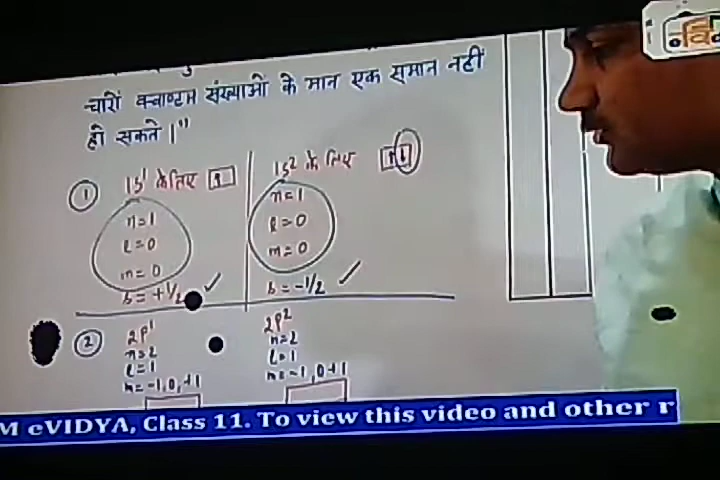 चारों क्वाण्टम संख्याओं के मान एक समान नहीं
हो सकते।"
① 1s¹ के लिए
n=1
l=0
m=0
s=+1/2 ✓
1s² के लिए
n=1
l=0
m=0
s=-1/2 ✓
② 2p¹
n=2
l=1
m=-1,0,+1
2p²
n=2
l=1
m=-1,0+1
M eVIDYA, Class 11. To view this video and other r